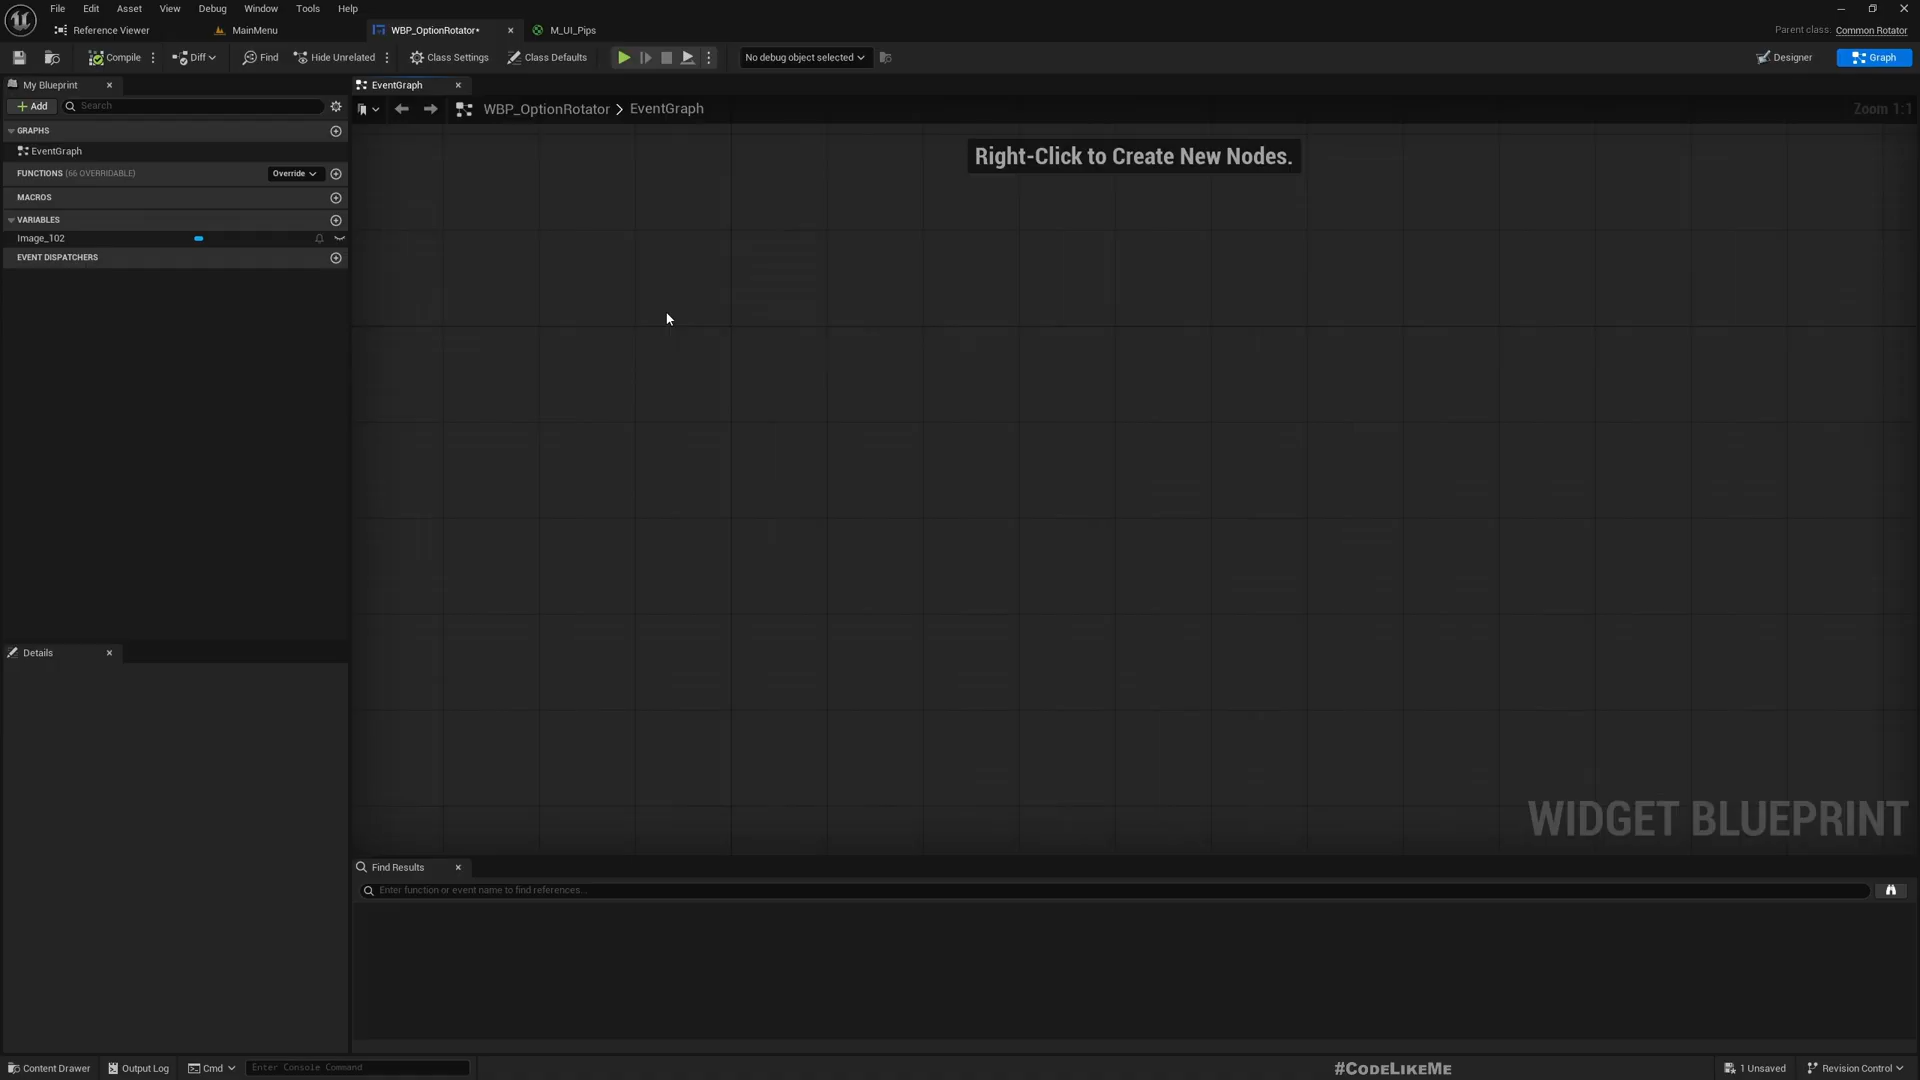 File Edit Asset View Debug Window Tools Help
Reference Viewer MainMenu WBP_OptionRotator* M_UI_Pips Parent class: Common Rotator
Compile Diff Find Hide Unrelated Class Settings Class Defaults No debug object selected Designer Graph
My Blueprint EventGraph
Add Search WBP_OptionRotator > EventGraph Zoom 1:1
GRAPHS
EventGraph
FUNCTIONS (66 OVERRIDABLE) Override
MACROS
VARIABLES
Image_102
EVENT DISPATCHERS
Right-Click to Create New Nodes.
Details
WIDGET BLUEPRINT
Find Results
Enter function or event name to find references...
Content Drawer Output Log Cmd Enter Console Command #CODELIKEME 1 Unsaved Revision Control